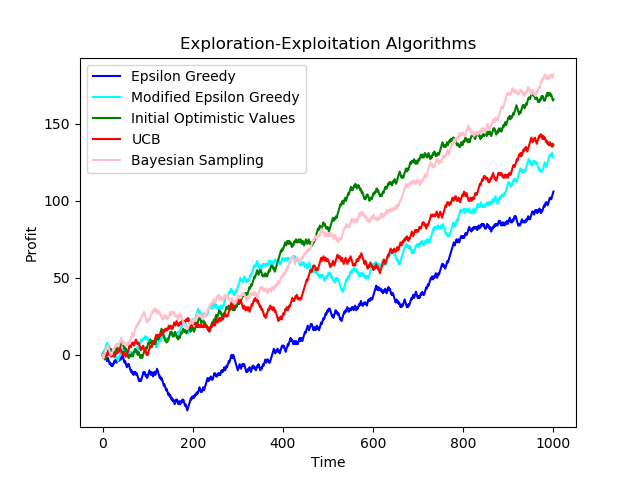 Exploration-Exploitation Algorithms
Epsilon Greedy
Modified Epsilon Greedy
Initial Optimistic Values
UCB
Bayesian Sampling
150
100
50
0
Profit
0 200 400 600 800 1000
Time